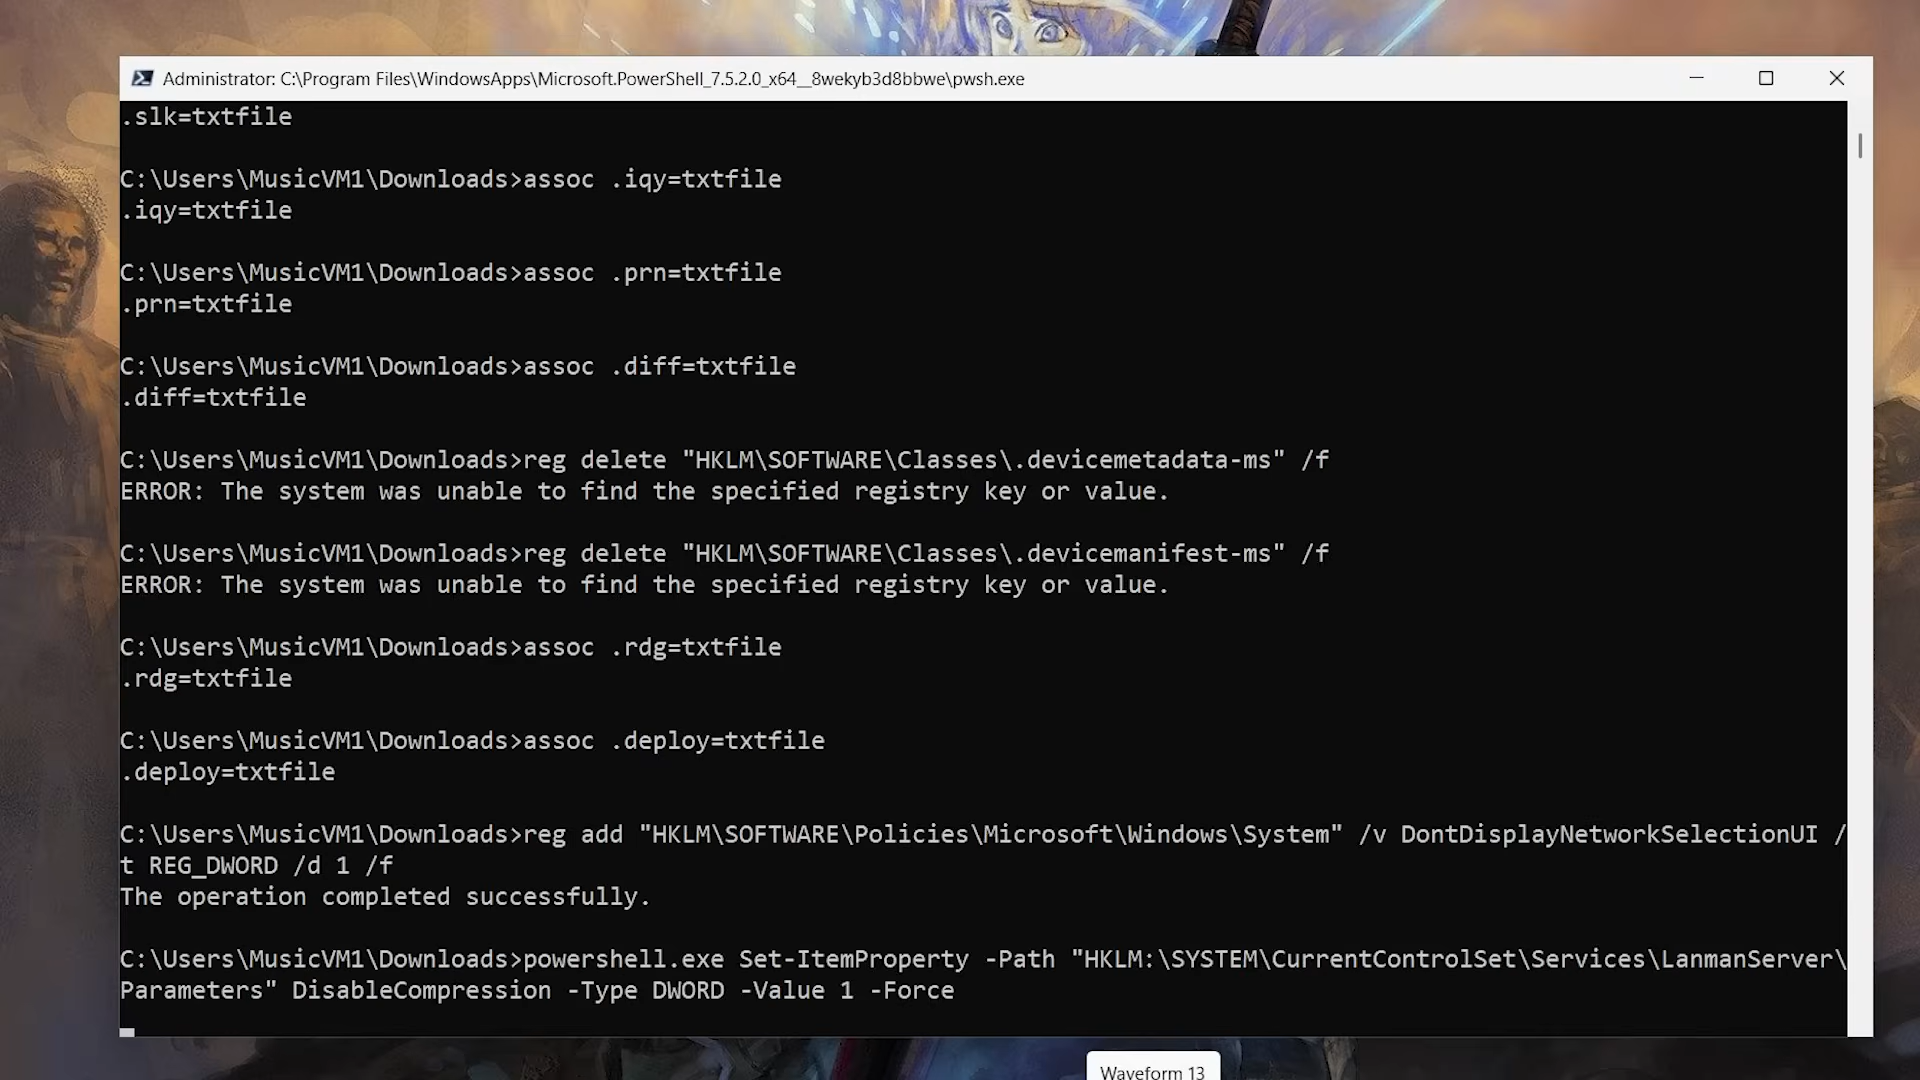 Administrator: C:\Program Files\WindowsApps\Microsoft.PowerShell_7.5.2.0_x64__8wekyb3d8bbwe\pwsh.exe
.slk=txtfile
C:\Users\MusicVM1\Downloads>assoc .iqy=txtfile
.iqy=txtfile
C:\Users\MusicVM1\Downloads>assoc .prn=txtfile
.prn=txtfile
C:\Users\MusicVM1\Downloads>assoc .diff=txtfile
.diff=txtfile
C:\Users\MusicVM1\Downloads>reg delete "HKLM\SOFTWARE\Classes\.devicemetadata-ms" /f
ERROR: The system was unable to find the specified registry key or value.
C:\Users\MusicVM1\Downloads>reg delete "HKLM\SOFTWARE\Classes\.devicemanifest-ms" /f
ERROR: The system was unable to find the specified registry key or value.
C:\Users\MusicVM1\Downloads>assoc .rdg=txtfile
.rdg=txtfile
C:\Users\MusicVM1\Downloads>assoc .deploy=txtfile
.deploy=txtfile
C:\Users\MusicVM1\Downloads>reg add "HKLM\SOFTWARE\Policies\Microsoft\Windows\System" /v DontDisplayNetworkSelectionUI /
t REG_DWORD /d 1 /f
The operation completed successfully.
C:\Users\MusicVM1\Downloads>powershell.exe Set-ItemProperty -Path "HKLM:\SYSTEM\CurrentControlSet\Services\LanmanServer\
Parameters" DisableCompression -Type DWORD -Value 1 -Force
Waveform 13